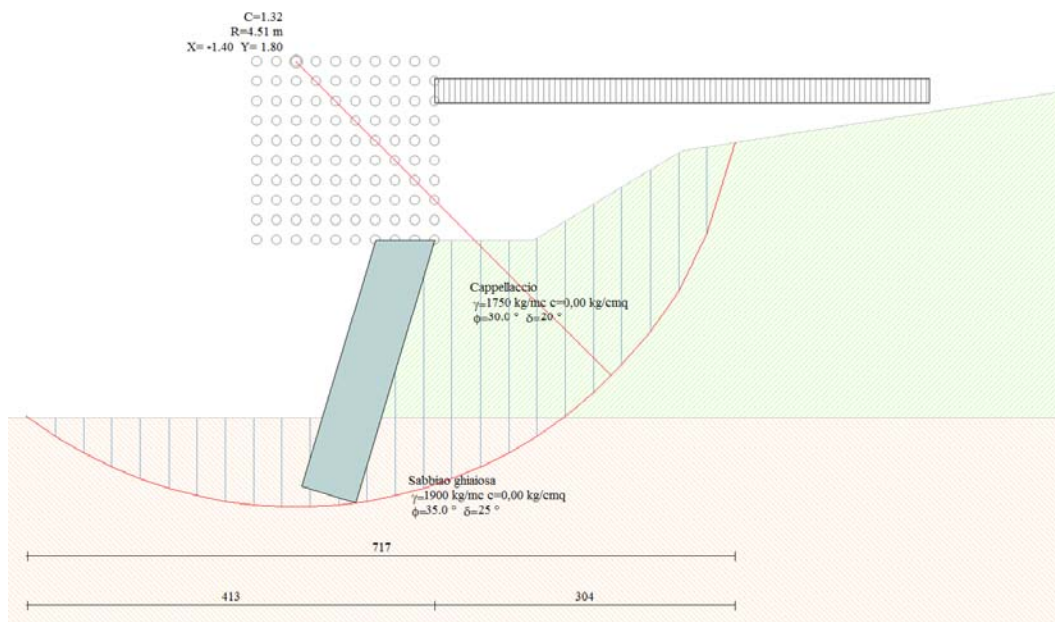 C=1.32
R=4.51 m
X= -1.40 Y= 1.80
Cappellaccio
γ=1750 kg/mc c=0,00 kg/cmq
ϕ=30.0 ° δ=20 °
Sabbiao ghiaiosa
γ=1900 kg/mc c=0,00 kg/cmq
ϕ=35.0 ° δ=25 °
717
413
304